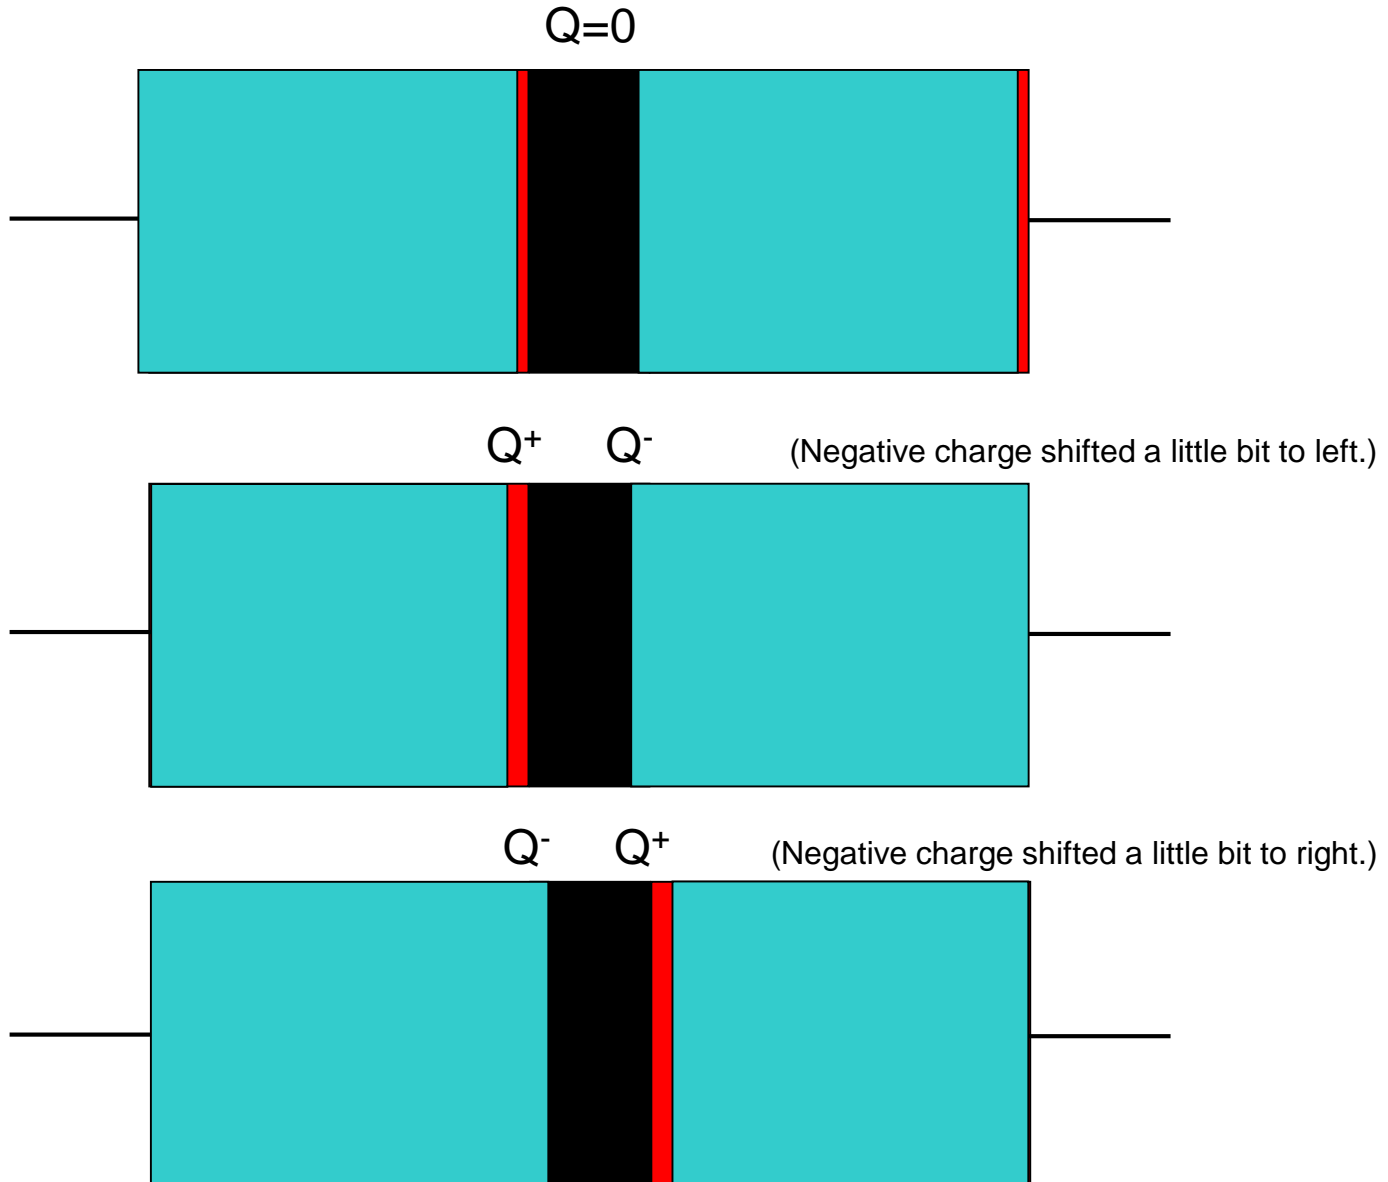 Q=0
Q⁺ Q⁻ (Negative charge shifted a little bit to left.)
Q⁻ Q⁺ (Negative charge shifted a little bit to right.)